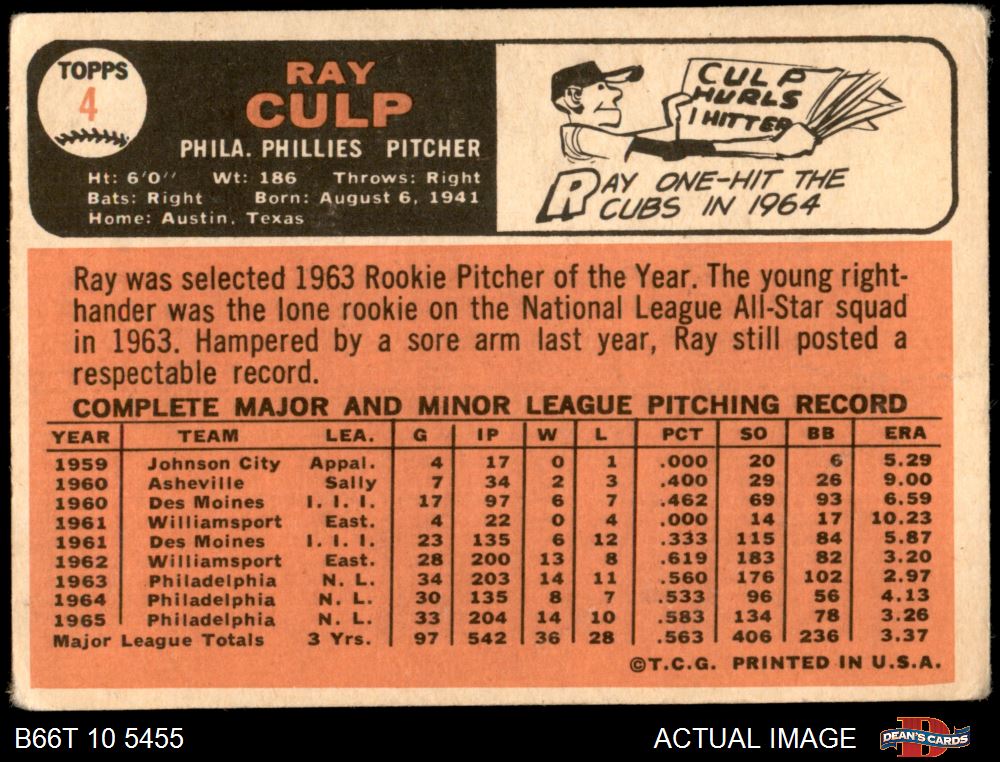 TOPPS
4
RAY
CULP
PHILA. PHILLIES PITCHER
Ht: 6'0" Wt: 186 Throws: Right
Bats: Right Born: August 6, 1941
Home: Austin, Texas
CULP
HURLS
1 HITTER
RAY ONE-HIT THE
CUBS IN 1964
Ray was selected 1963 Rookie Pitcher of the Year. The young right-
hander was the lone rookie on the National League All-Star squad
in 1963. Hampered by a sore arm last year, Ray still posted a
respectable record.
COMPLETE MAJOR AND MINOR LEAGUE PITCHING RECORD
YEAR TEAM LEA. G IP W L PCT SO BB ERA
1959 Johnson City Appal. 4 17 0 1 .000 20 6 5.29
1960 Asheville Sally 7 34 2 3 .400 29 26 9.00
1960 Des Moines I. I. I. 17 97 6 7 .462 69 93 6.59
1961 Williamsport East. 4 22 0 4 .000 14 17 10.23
1961 Des Moines I. I. I. 23 135 6 12 .333 115 84 5.87
1962 Williamsport East. 28 200 13 8 .619 183 82 3.20
1963 Philadelphia N. L. 34 203 14 11 .560 176 102 2.97
1964 Philadelphia N. L. 30 135 8 7 .533 96 56 4.13
1965 Philadelphia N. L. 33 204 14 10 .583 134 78 3.26
Major League Totals 3 Yrs. 97 542 36 28 .563 406 236 3.37
©T.C.G. PRINTED IN U.S.A.
B66T 10 5455
ACTUAL IMAGE
D
DEAN'S CARDS